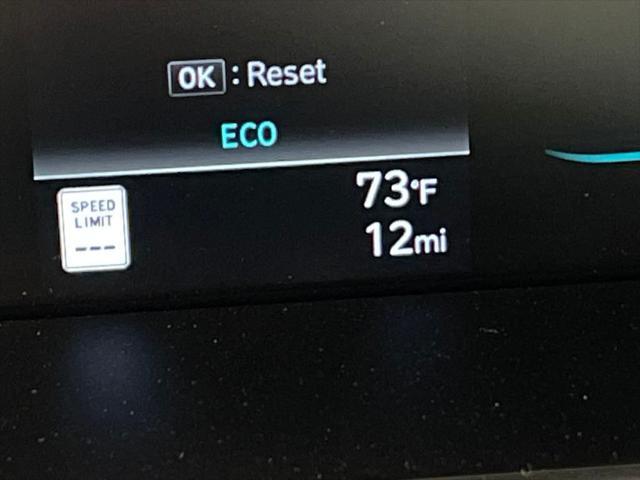 OK : Reset
ECO
SPEED
LIMIT
---
73°F
12mi